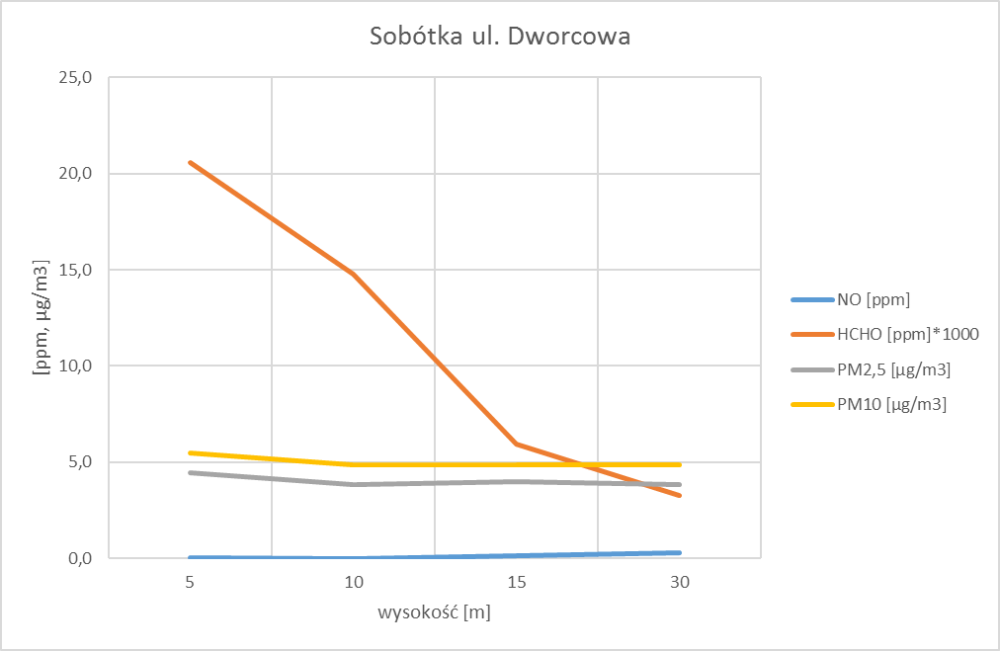 Sobótka ul. Dworcowa
[ppm, µg/m3]
25,0
20,0
15,0
10,0
5,0
0,0
5 10 15 30
wysokość [m]
NO [ppm]
HCHO [ppm]*1000
PM2,5 [µg/m3]
PM10 [µg/m3]